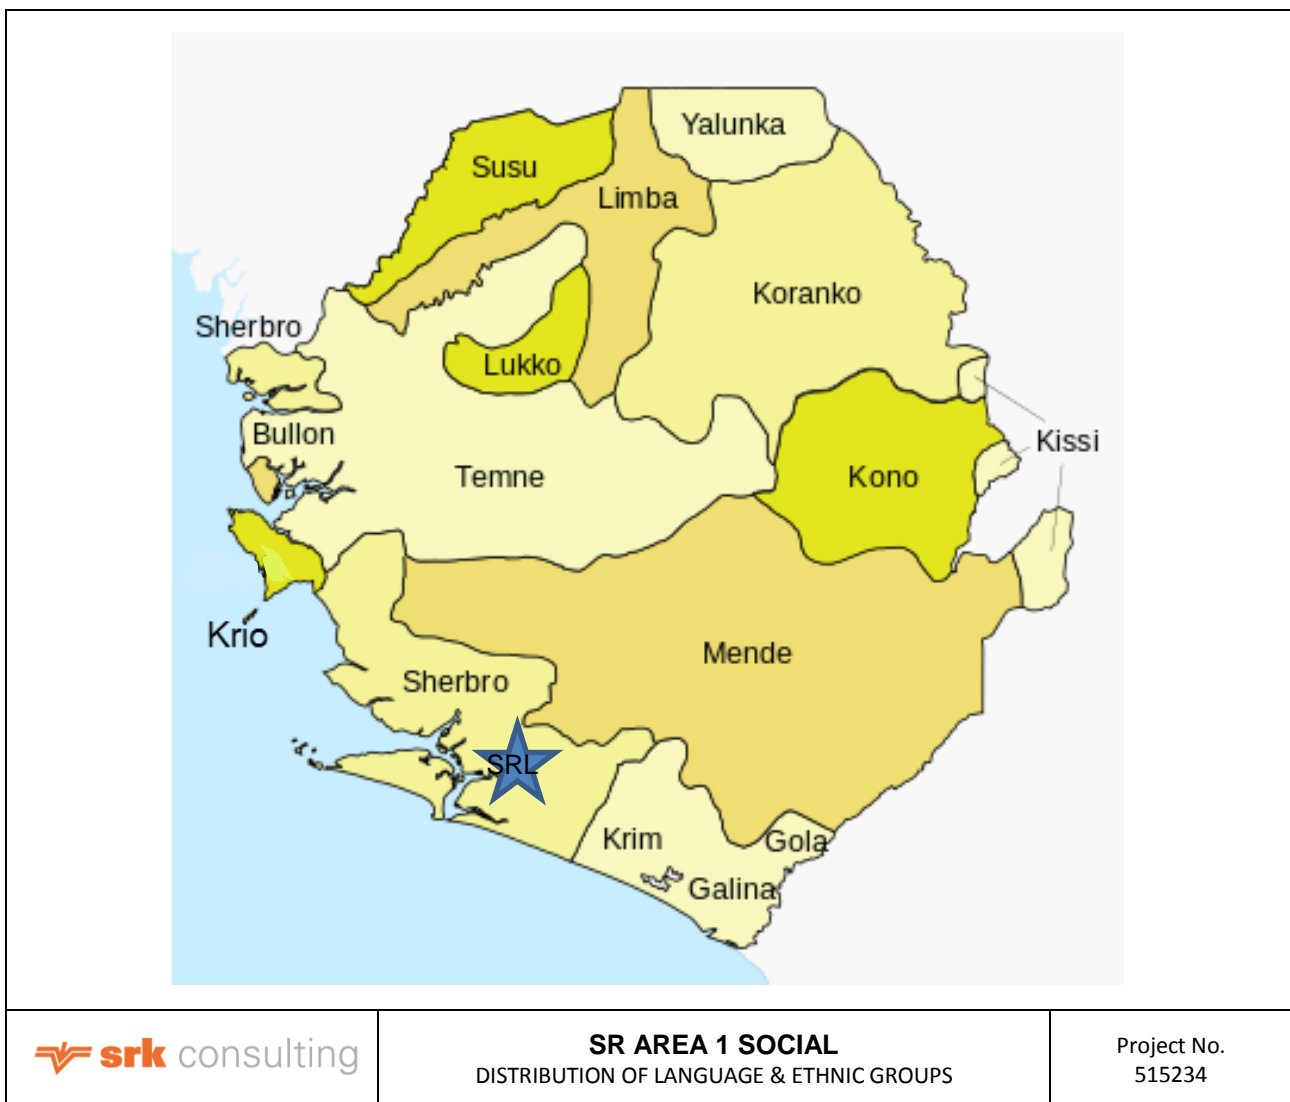 Yalunka
Susu
Limba
Koranko
Sherbro
Lukko
Bullon
Kissi
Temne
Kono
Krio
Mende
Sherbro
SRL
Krim
Gola
Galina
srk consulting
SR AREA 1 SOCIAL
DISTRIBUTION OF LANGUAGE & ETHNIC GROUPS
Project No.
515234